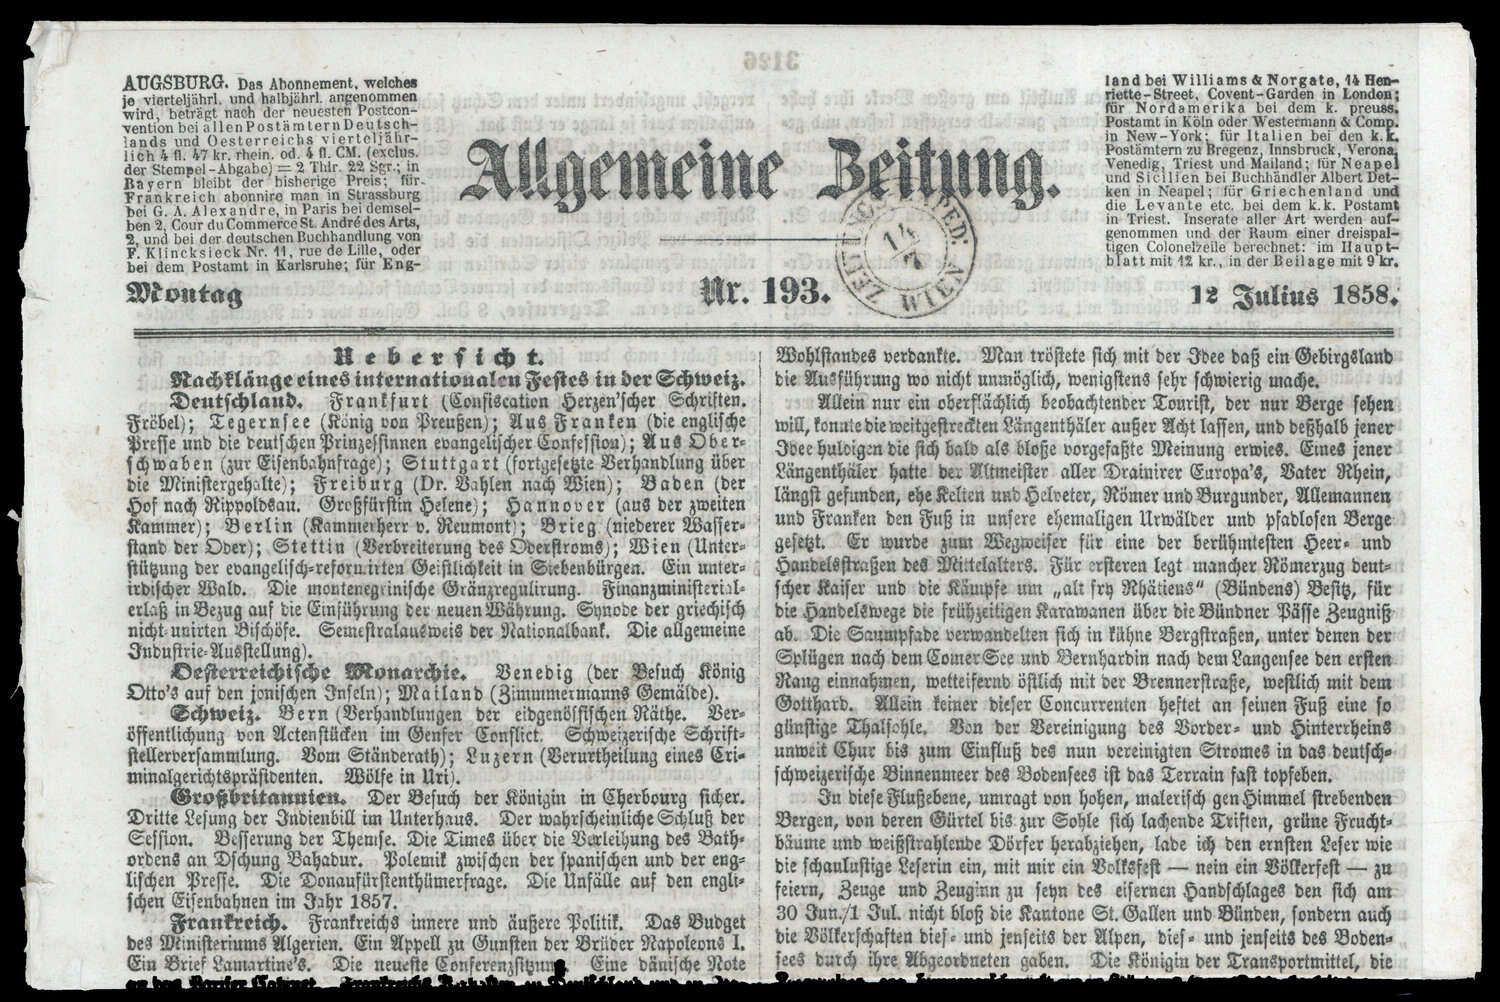 AUGSBURG. Das Abonnement, welches
je vierteljährl. und halbjährl. angenommen
wird, beträgt nach der neuesten Postcon-
vention bei allen Postämtern Deutsch-
lands und Oesterreichs vierteljähr-
lich 4 fl. 47 kr. rhein. od. 4 fl. CM. (exclus.
der Stempel-Abgabe) = 2 Thlr. 22 Sgr.; in
Bayern bleibt der bisherige Preis; für
Frankreich abonnire man in Strassburg
bei G. A. Alexandre, in Paris bei demsel-
ben 2, Cour du Commerce St. André des Arts,
2, und bei der deutschen Buchhandlung von
F. Klincksieck Nr. 11, rue de Lille, oder
bei dem Postamt in Karlsruhe; für Eng-
land bei Williams & Norgate, 14 Hen-
riette-Street, Covent-Garden in London;
für Nordamerika bei dem k. preuss.
Postamt in Köln oder Westermann & Comp.
in New-York; für Italien bei den k. k.
Postämtern zu Bregenz, Innsbruck, Verona,
Venedig, Triest und Mailand; für Neapel
und Sicilien bei Buchhändler Albert Det-
ken in Neapel; für Griechenland und
die Levante etc. bei dem k. k. Postamt
in Triest. Inserate aller Art werden auf-
genommen und der Raum einer dreispal-
tigen Colonelzeile berechnet: im Haupt-
blatt mit 12 kr., in der Beilage mit 9 kr.
Allgemeine Zeitung.
ZEITUNGS-EXPED:
14
7
WIEN
Montag
Nr. 193.
12 Julius 1858.
Uebersicht.
Nachklänge eines internationalen Festes in der Schweiz.
Deutschland. Frankfurt (Confiscation Herzen'scher Schriften.
Fröbel); Tegernsee (König von Preußen); Aus Franken (die englische
Presse und die deutschen Prinzessinnen evangelischer Confession); Aus Ober-
schwaben (zur Eisenbahnfrage); Stuttgart (fortgesetzte Verhandlung über
die Ministergehalte); Freiburg (Dr. Vahlen nach Wien); Baden (der
Hof nach Rippoldsau. Großfürstin Helene); Hannover (aus der zweiten
Kammer); Berlin (Kammerherr v. Reumont); Brieg (niederer Wasser-
stand der Oder); Stettin (Verbreiterung des Oderstroms); Wien (Unter-
stützung der evangelisch-reformirten Geistlichkeit in Siebenbürgen. Ein unter-
irdischer Wald. Die montenegrinische Gränzregulirung. Finanzministerial-
erlaß in Bezug auf die Einführung der neuen Währung. Synode der griechisch
nicht unirten Bischöfe. Semestralausweis der Nationalbank. Die allgemeine
Industrie-Ausstellung).
Oesterreichische Monarchie. Venedig (der Besuch König
Otto's auf den jonischen Inseln); Mailand (Zimmmermanns Gemälde).
Schweiz. Bern (Verhandlungen der eidgenössischen Räthe. Ver-
öffentlichung von Actenstücken im Genfer Conflict. Schweizerische Schrift-
stellerversammlung. Vom Ständerath); Luzern (Verurtheilung eines Cri-
minalgerichtspräsidenten. Wölfe in Uri).
Großbritannien. Der Besuch der Königin in Cherbourg sicher.
Dritte Lesung der Indienbill im Unterhaus. Der wahrscheinliche Schluß der
Session. Besserung der Themse. Die Times über die Verleihung des Bath-
ordens an Dschung Bahadur. Polemik zwischen der spanischen und der eng-
lischen Presse. Die Donaufürstenthümerfrage. Die Unfälle auf den engli-
schen Eisenbahnen im Jahr 1857.
Frankreich. Frankreichs innere und äußere Politik. Das Budget
des Ministeriums Algerien. Ein Appell zu Gunsten der Brüder Napoleons I.
Ein Brief Lamartine's. Die neueste Conferenzsitzung. Eine dänische Note
Wohlstandes verdankte. Man tröstete sich mit der Idee daß ein Gebirgsland
die Ausführung wo nicht unmöglich, wenigstens sehr schwierig mache.
Allein nur ein oberflächlich beobachtender Tourist, der nur Berge sehen
will, konnte die weitgestreckten Längenthäler außer Acht lassen, und deßhalb jener
Idee huldigen die sich bald als bloße vorgefaßte Meinung erwies. Eines jener
Längenthäler hatte der Altmeister aller Drainirer Europa's, Vater Rhein,
längst gefunden, ehe Kelten und Helveter, Römer und Burgunder, Allemannen
und Franken den Fuß in unsere ehemaligen Urwälder und pfadlosen Berge
gesetzt. Er wurde zum Wegweiser für eine der berühmtesten Heer- und
Handelsstraßen des Mittelalters. Für ersteren legt mancher Römerzug deut-
scher Kaiser und die Kämpfe um „alt fry Rhätiens“ (Bündens) Besitz, für
die Handelswege die frühzeitigen Karawanen über die Bündner Pässe Zeugniß
ab. Die Saumpfade verwandelten sich in kühne Bergstraßen, unter denen der
Splügen nach dem Comer See und Bernhardin nach dem Langensee den ersten
Rang einnahmen, wetteifernd östlich mit der Brennerstraße, westlich mit dem
Gotthard. Allein keiner dieser Concurrenten heftet an seinen Fuß eine so
günstige Thalsohle. Von der Vereinigung des Vorder- und Hinterrheins
unweit Chur bis zum Einfluß des nun vereinigten Stromes in das deutsch-
schweizerische Binnenmeer des Bodensees ist das Terrain fast topfeben.
In diese Flußebene, umragt von hohen, malerisch gen Himmel strebenden
Bergen, von deren Gürtel bis zur Sohle sich lachende Triften, grüne Frucht-
bäume und weißstrahlende Dörfer herabziehen, lade ich den ernsten Leser wie
die schaulustige Leserin ein, mit mir ein Volksfest — nein ein Völkerfest — zu
feiern, Zeuge und Zeuginn zu seyn des eisernen Handschlages den sich am
30 Jun./1 Jul. nicht bloß die Kantone St. Gallen und Bünden, sondern auch
die Völkerschaften dies- und jenseits der Alpen, dies- und jenseits des Boden-
sees durch ihre Abgeordneten gaben. Die Königin der Transportmittel, die